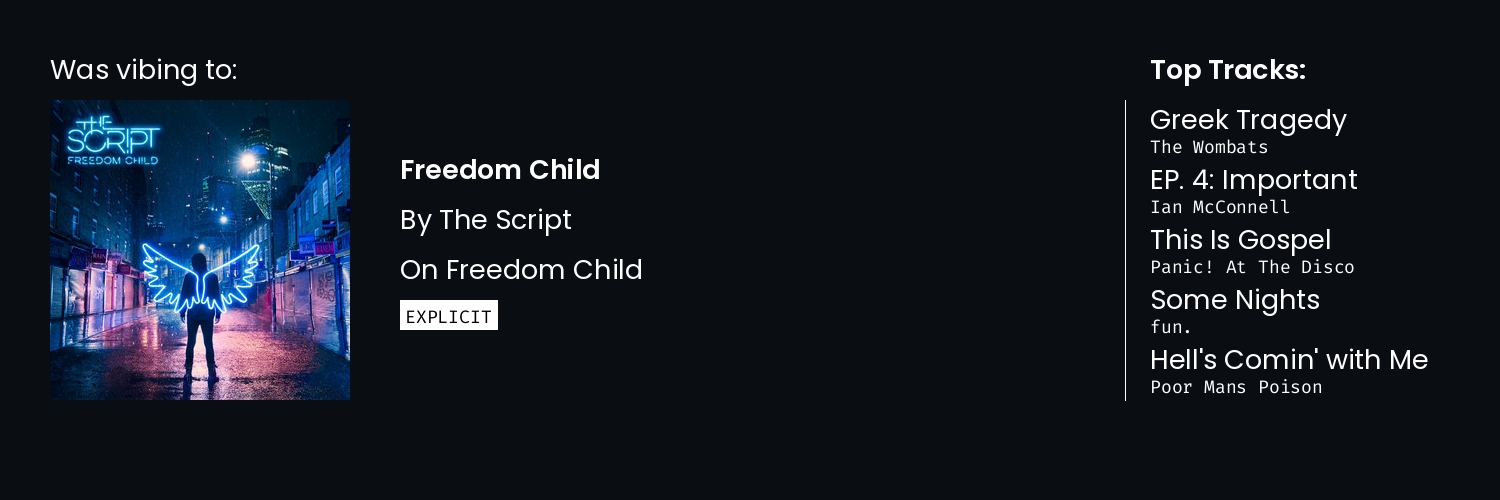 Was vibing to:
THE
SCRIPT
FREEDOM CHILD
Freedom Child
By The Script
On Freedom Child
EXPLICIT
Top Tracks:
Greek Tragedy
The Wombats
EP. 4: Important
Ian McConnell
This Is Gospel
Panic! At The Disco
Some Nights
fun.
Hell's Comin' with Me
Poor Mans Poison